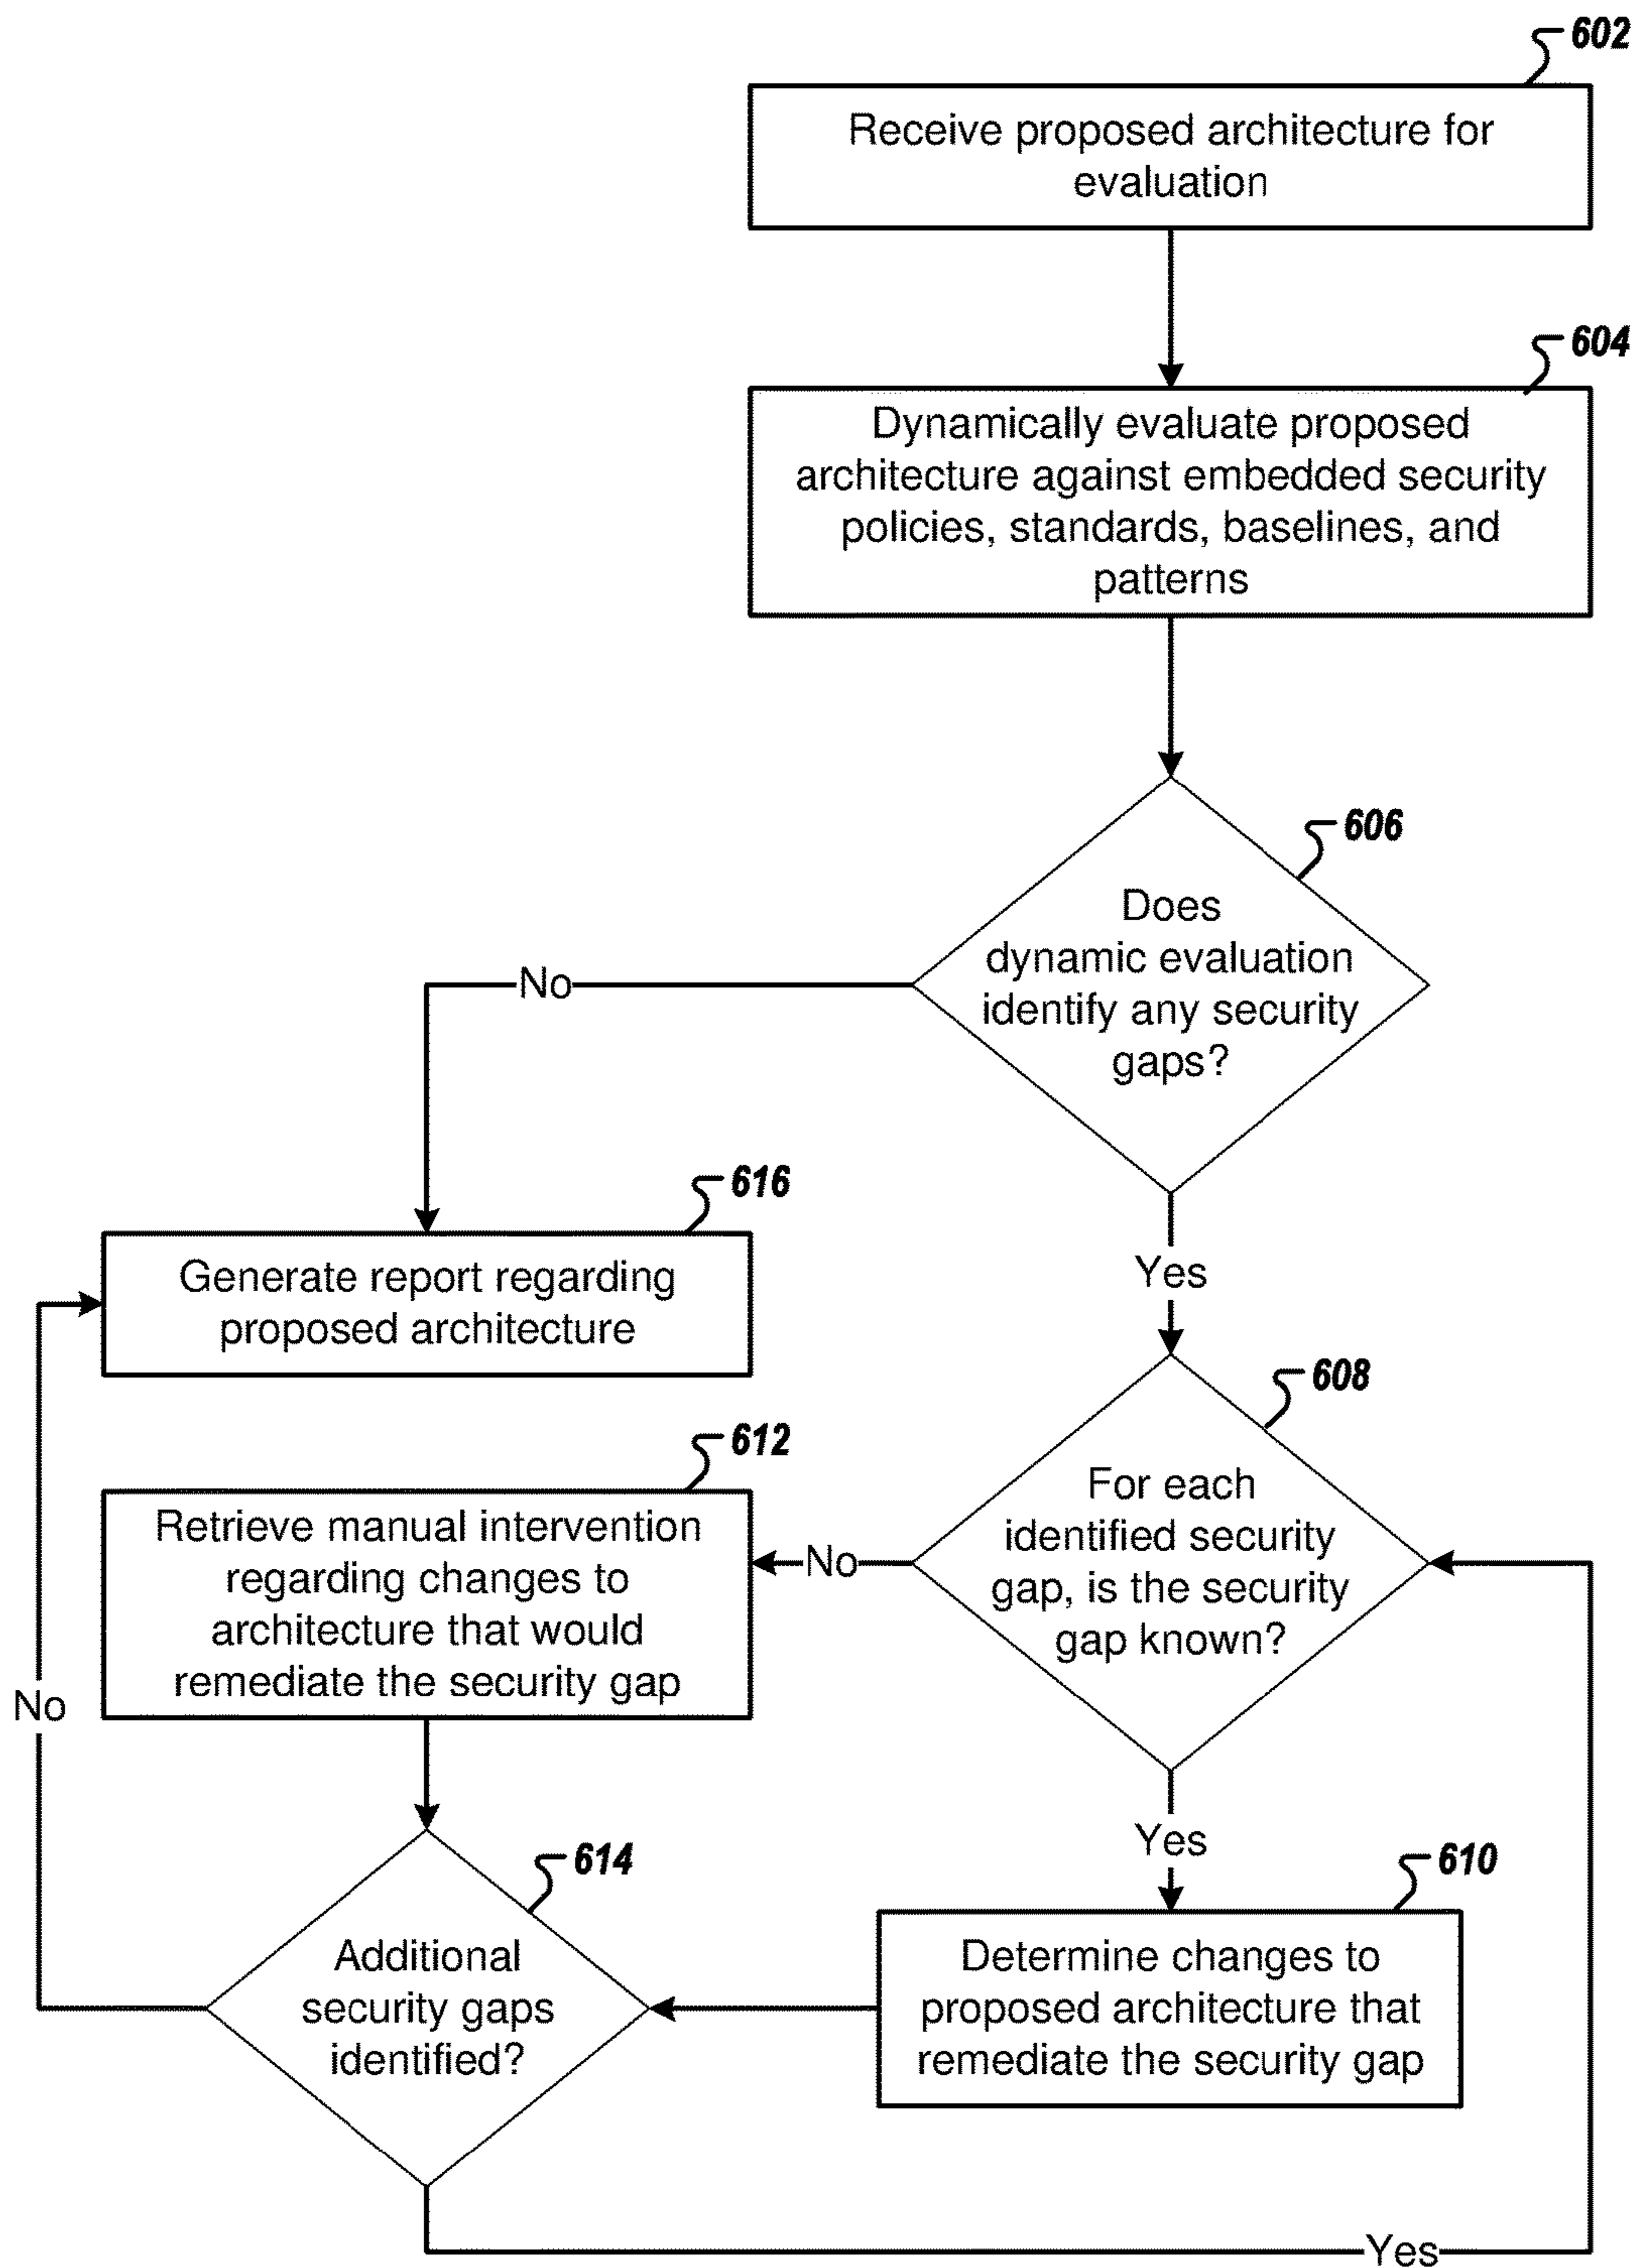 602
Receive proposed architecture for
evaluation
604
Dynamically evaluate proposed
architecture against embedded security
policies, standards, baselines, and
patterns
606
Does
dynamic evaluation
identify any security
gaps?
No
Yes
616
Generate report regarding
proposed architecture
608
For each
identified security
gap, is the security
gap known?
No
Yes
612
Retrieve manual intervention
regarding changes to
architecture that would
remediate the security gap
610
Determine changes to
proposed architecture that
remediate the security gap
614
Additional
security gaps
identified?
No
Yes